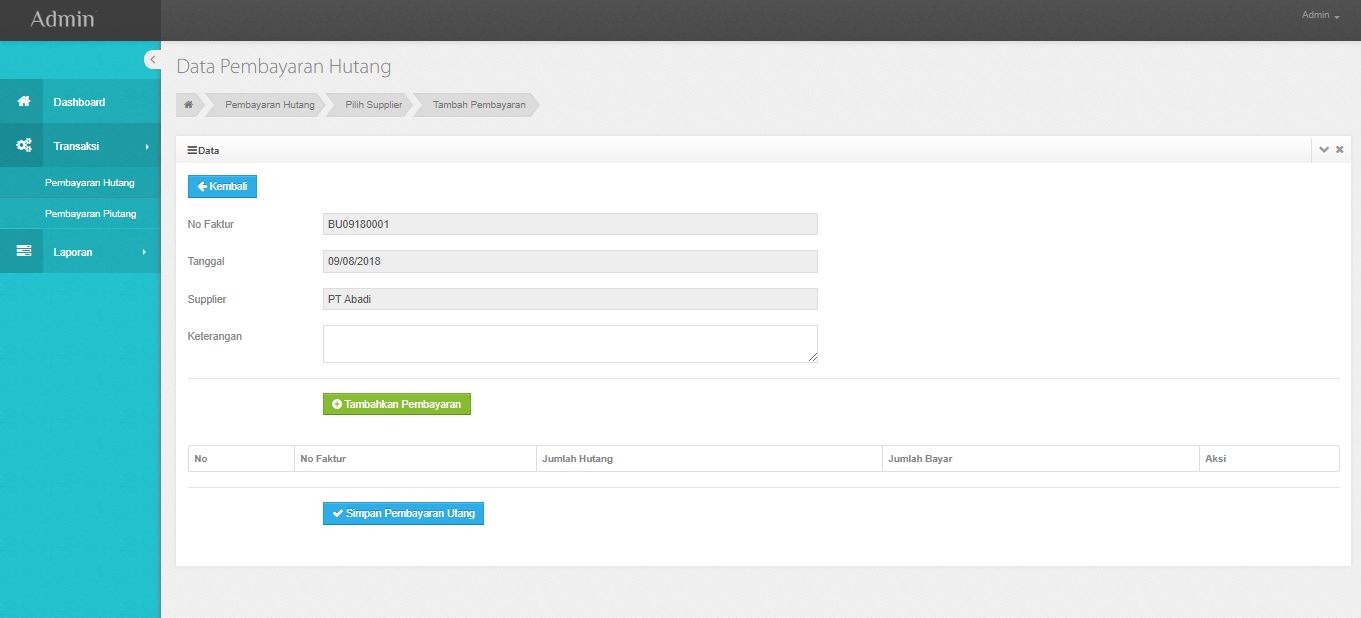 Admin
Admin
Dashboard
Transaksi
Pembayaran Hutang
Pembayaran Piutang
Laporan
Data Pembayaran Hutang
Pembayaran Hutang Pilih Supplier Tambah Pembayaran
Data
Kembali
No Faktur BU09180001
Tanggal 09/08/2018
Supplier PT Abadi
Keterangan
Tambahkan Pembayaran
No No Faktur Jumlah Hutang Jumlah Bayar Aksi
Simpan Pembayaran Utang